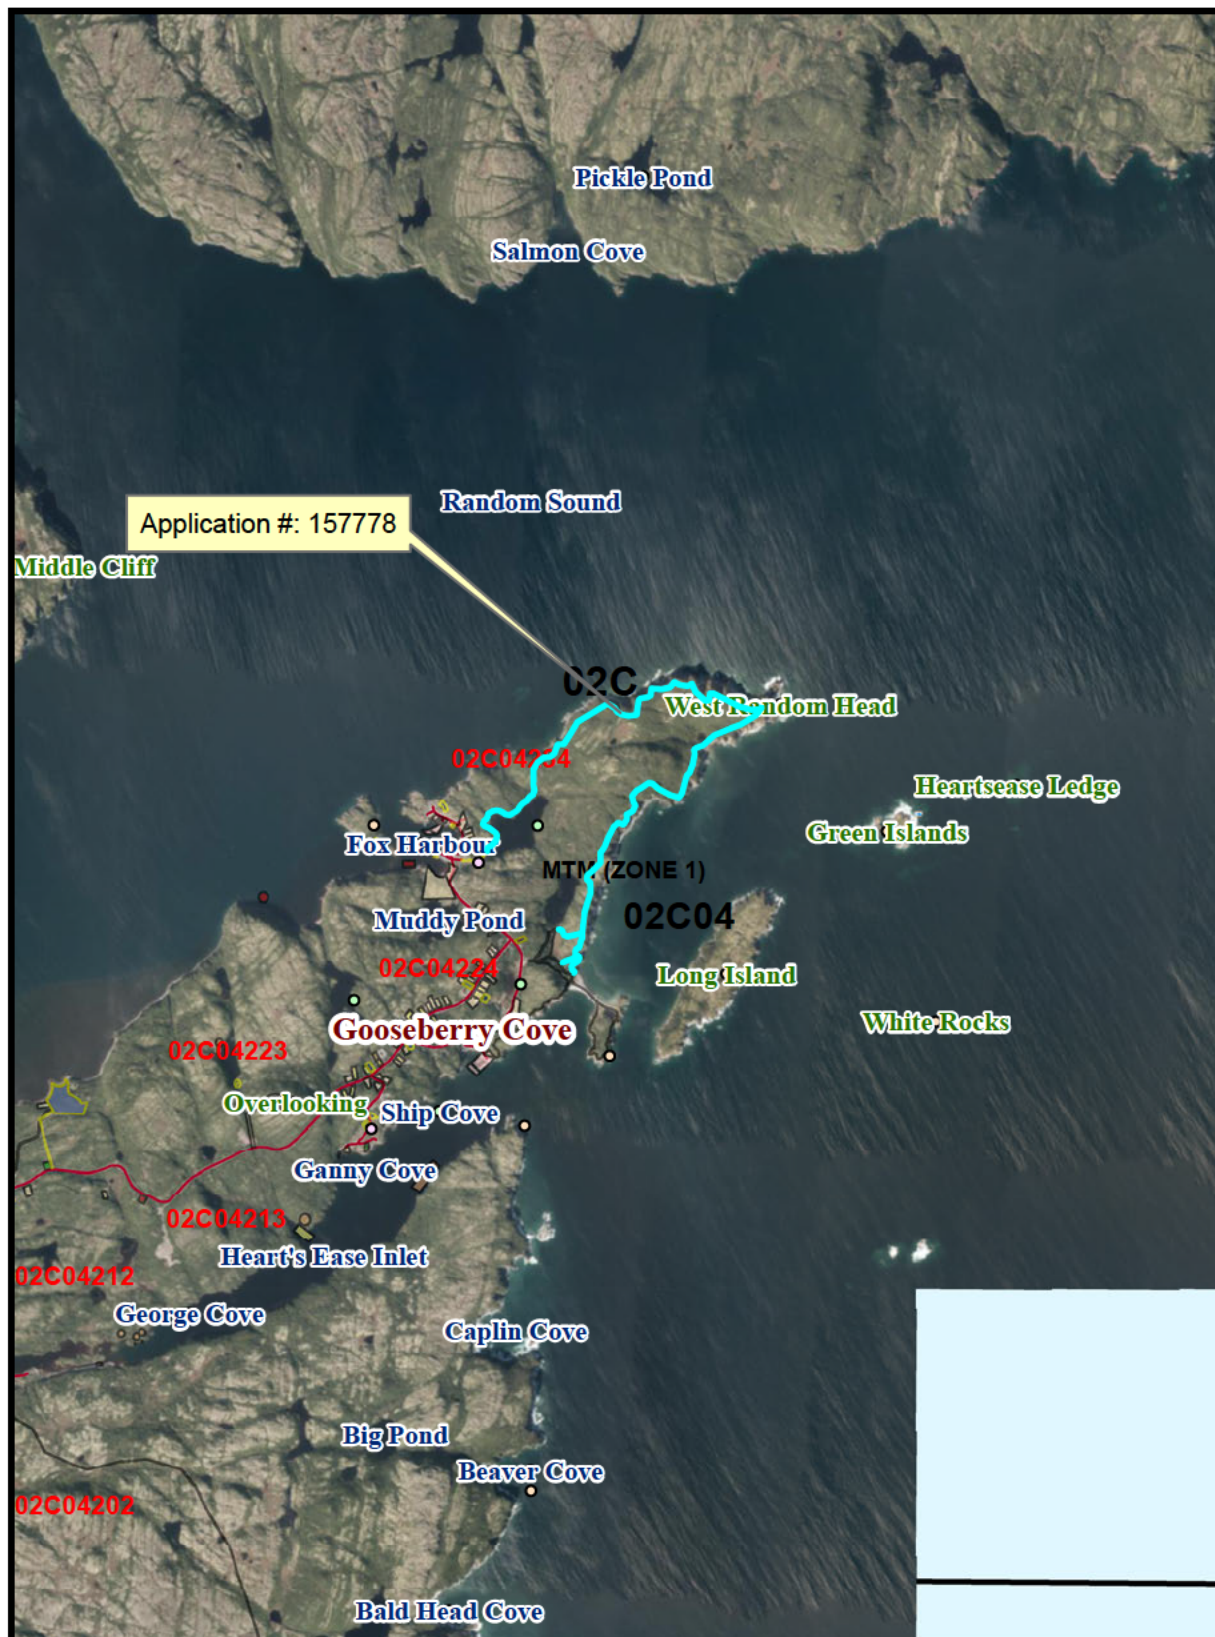 Pickle Pond
Salmon Cove
Random Sound
Application #: 157778
Middle Cliff
02C
West Random Head
02C04234
Heartsease Ledge
Green Islands
Fox Harbour
MTM (ZONE 1)
02C04
Muddy Pond
02C04224
Long Island
White Rocks
Gooseberry Cove
02C04223
Overlooking
Ship Cove
Ganny Cove
02C04213
Heart's Ease Inlet
02C04212
George Cove
Caplin Cove
Big Pond
Beaver Cove
02C04202
Bald Head Cove